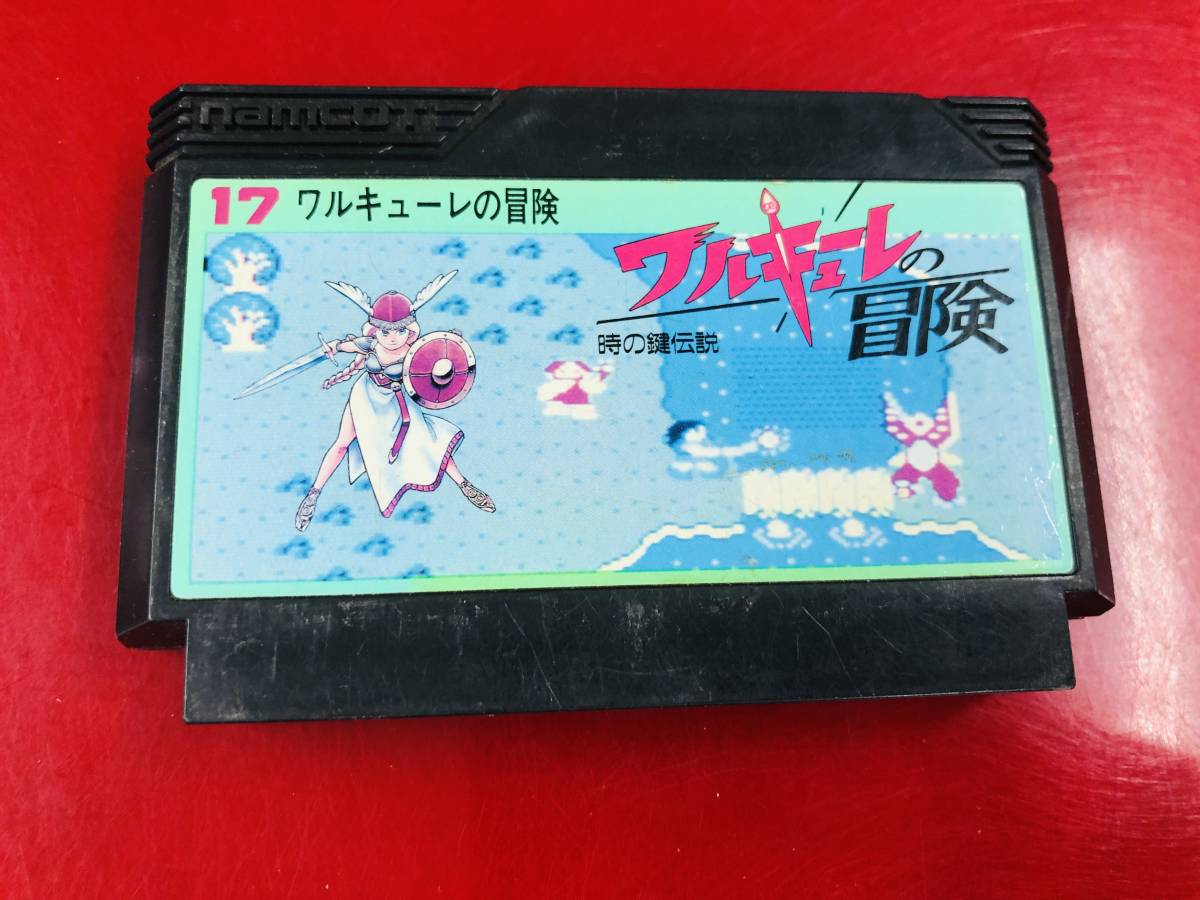 namcoT
17 ワルキューレの冒険
ワルキューレの
冒険
時の鍵伝説